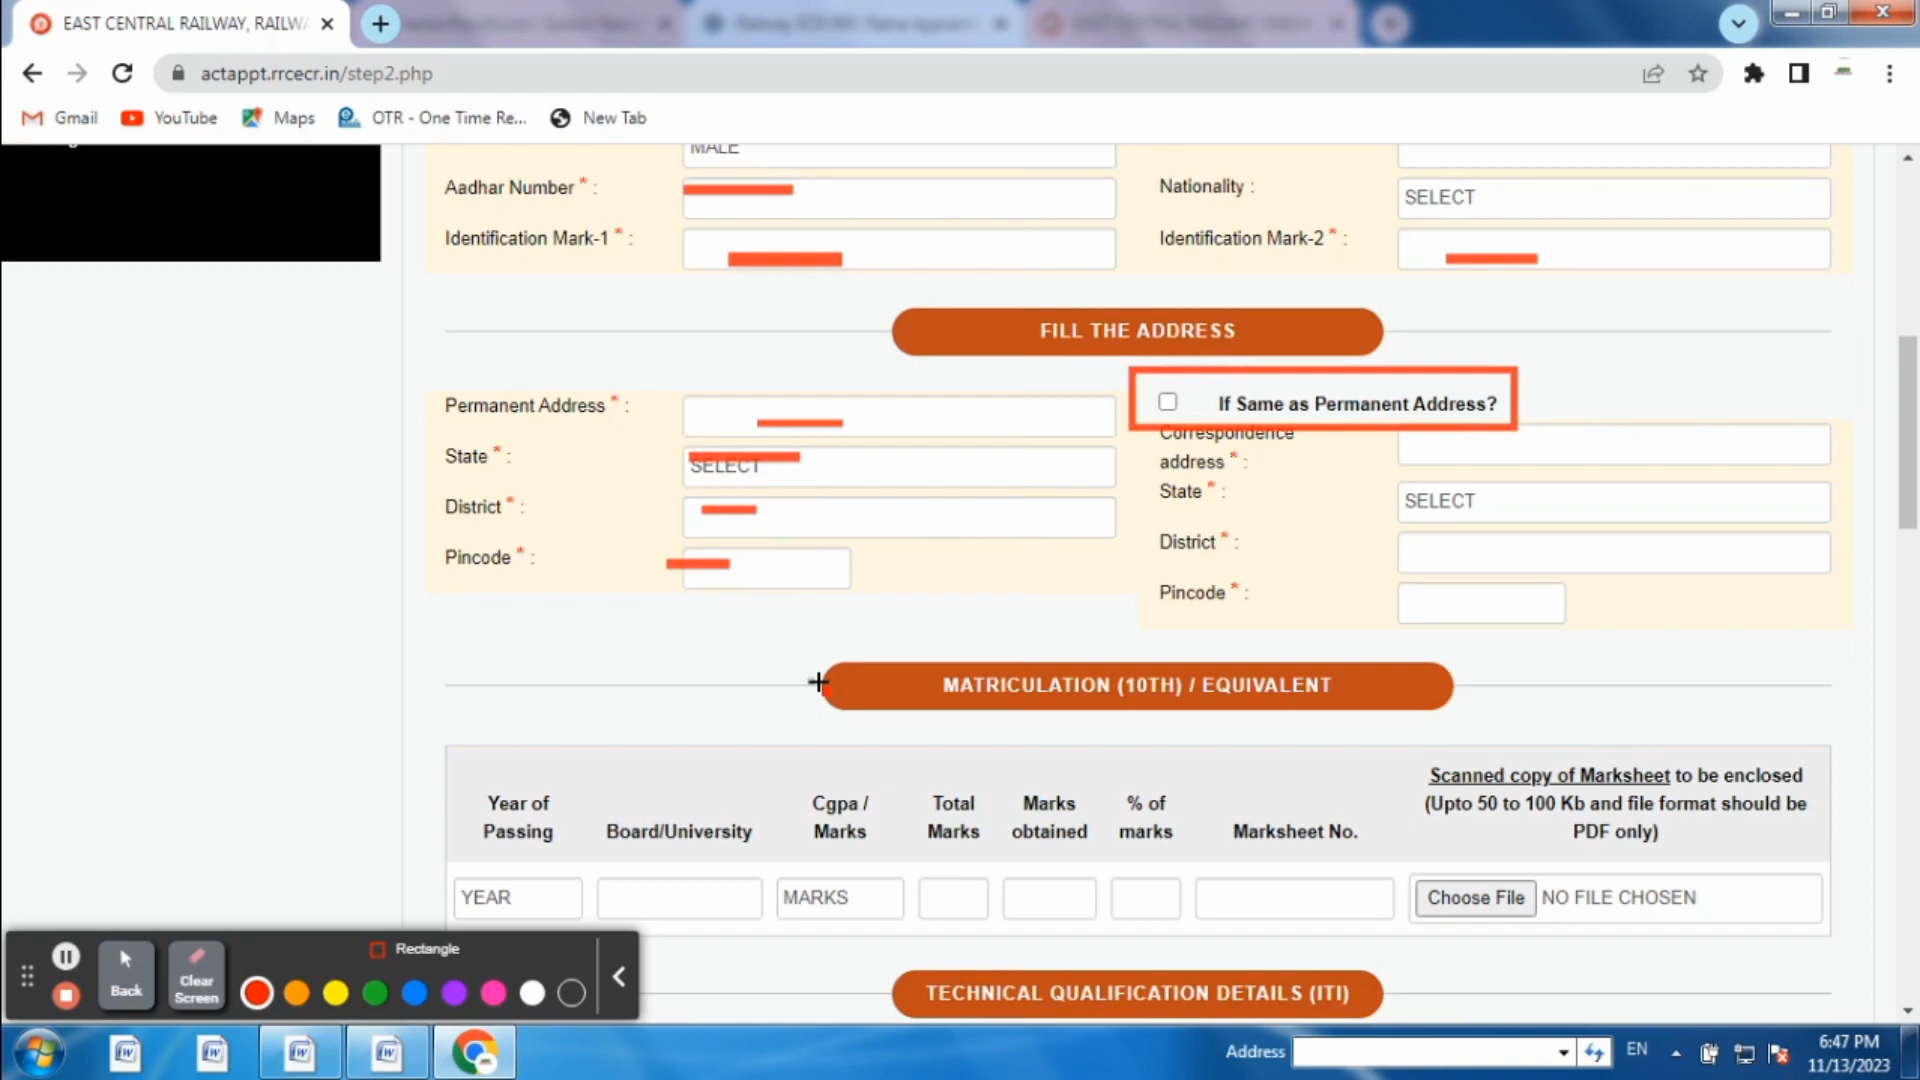 EAST CENTRAL RAILWAY, RAILW
actappt.rrcecr.in/step2.php
Gmail
YouTube
Maps
OTR - One Time Re...
New Tab
MALE
Aadhar Number * :
Nationality :
SELECT
Identification Mark-1 * :
Identification Mark-2 * :
FILL THE ADDRESS
Permanent Address * :
If Same as Permanent Address?
Correspondence
address * :
State * :
SELECT
State * :
SELECT
District * :
District * :
Pincode * :
Pincode * :
MATRICULATION (10TH) / EQUIVALENT
Year of
Passing
Board/University
Cgpa /
Marks
Total
Marks
Marks
obtained
% of
marks
Marksheet No.
Scanned copy of Marksheet to be enclosed
(Upto 50 to 100 Kb and file format should be
PDF only)
YEAR
MARKS
Choose File NO FILE CHOSEN
Rectangle
Back
Clear
Screen
TECHNICAL QUALIFICATION DETAILS (ITI)
Address
EN
6:47 PM
11/13/2023